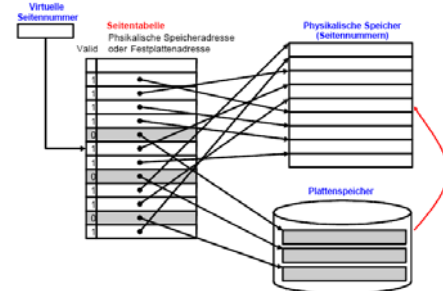 Virtuelle
Seitennummer
Seitentabelle
Phsikalische Speicheradresse
Valid oder Festplattenadresse
Physikalische Speicher
(Seitennummern)
1
1
1
1
0
1
1
0
1
1
0
1
Plattenspeicher